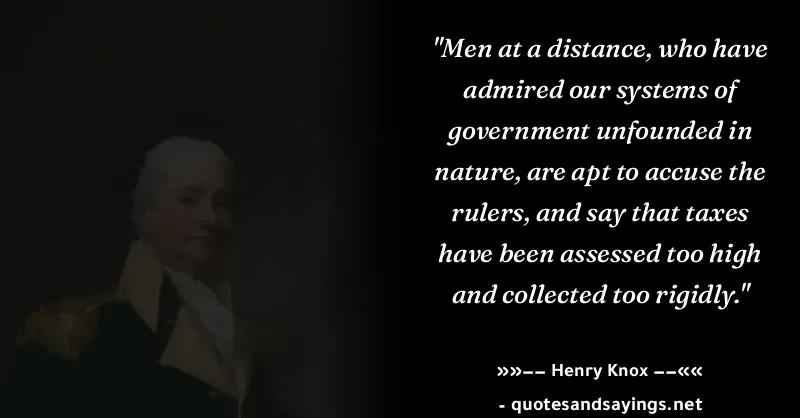 "Men at a distance, who have
admired our systems of
government unfounded in
nature, are apt to accuse the
rulers, and say that taxes
have been assessed too high
and collected too rigidly."
»»–– Henry Knox ––««
- quotesandsayings.net